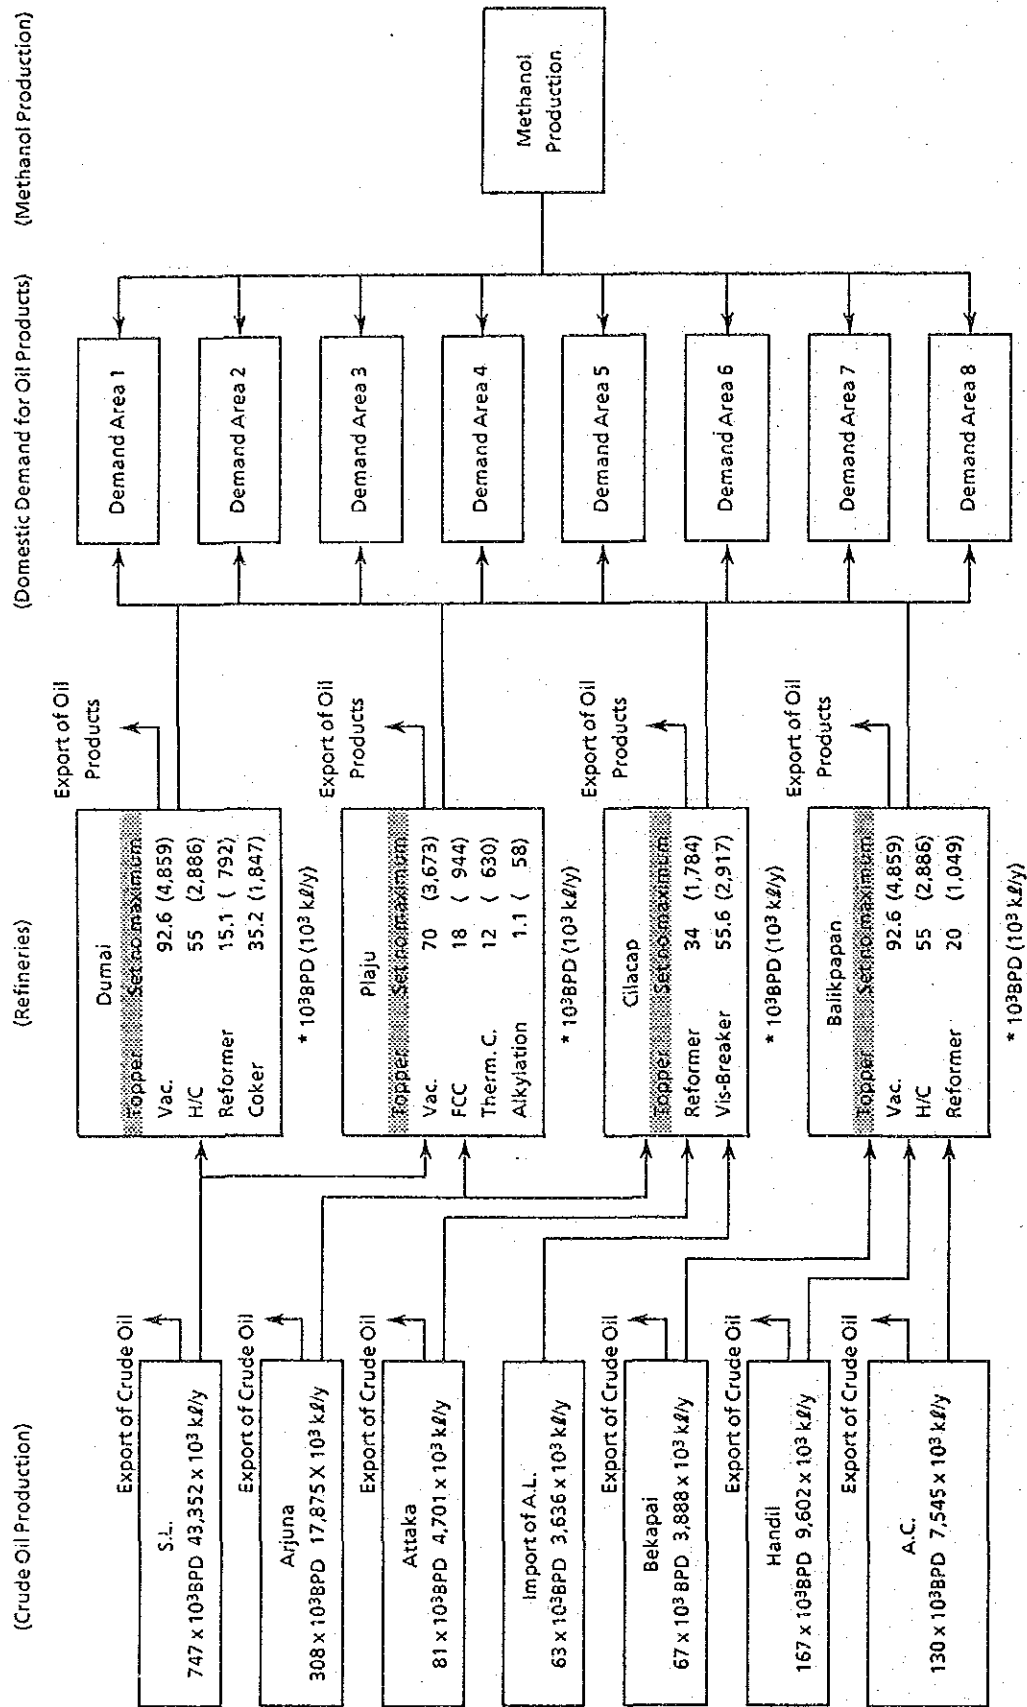 (Crude Oil Production)
S.L.
747 x 10³BPD 43,352 x 10³ kℓ/y
Export of Crude Oil
Arjuna
308 x 10³BPD 17,875 X 10³ kℓ/y
Export of Crude Oil
Attaka
81 x 10³BPD 4,701 x 10³ kℓ/y
Export of Crude Oil
Import of A.L.
63 x 10³BPD 3,636 x 10³ kℓ/y
Bekapai
67 x 10³ BPD 3,888 x 10³ kℓ/y
Export of Crude Oil
Handil
167 x 10³BPD 9,602 x 10³ kℓ/y
Export of Crude Oil
A.C.
130 x 10³BPD 7,545 x 10³ kℓ/y
Export of Crude Oil
(Refineries)
Dumai
Topper Set no maximum
Vac. 92.6 (4,859)
H/C 55 (2,886)
Reformer 15.1 ( 792)
Coker 35.2 (1,847)
* 10³BPD (10³ kℓ/y)
Export of Oil
Products
Plaju
Topper Set no maximum
Vac. 70 (3,673)
FCC 18 ( 944)
Therm. C. 12 ( 630)
Alkylation 1.1 ( 58)
* 10³BPD (10³ kℓ/y)
Export of Oil
Products
Cilacap
Topper Set no maximum
Reformer 34 (1,784)
Vis-Breaker 55.6 (2,917)
* 10³BPD (10³ kℓ/y)
Export of Oil
Products
Balikpapan
Topper Set no maximum
Vac. 92.6 (4,859)
H/C 55 (2,886)
Reformer 20 (1,049)
* 10³BPD (10³ kℓ/y)
Export of Oil
Products
(Domestic Demand for Oil Products)
Demand Area 1
Demand Area 2
Demand Area 3
Demand Area 4
Demand Area 5
Demand Area 6
Demand Area 7
Demand Area 8
(Methanol Production)
Methanol
Production